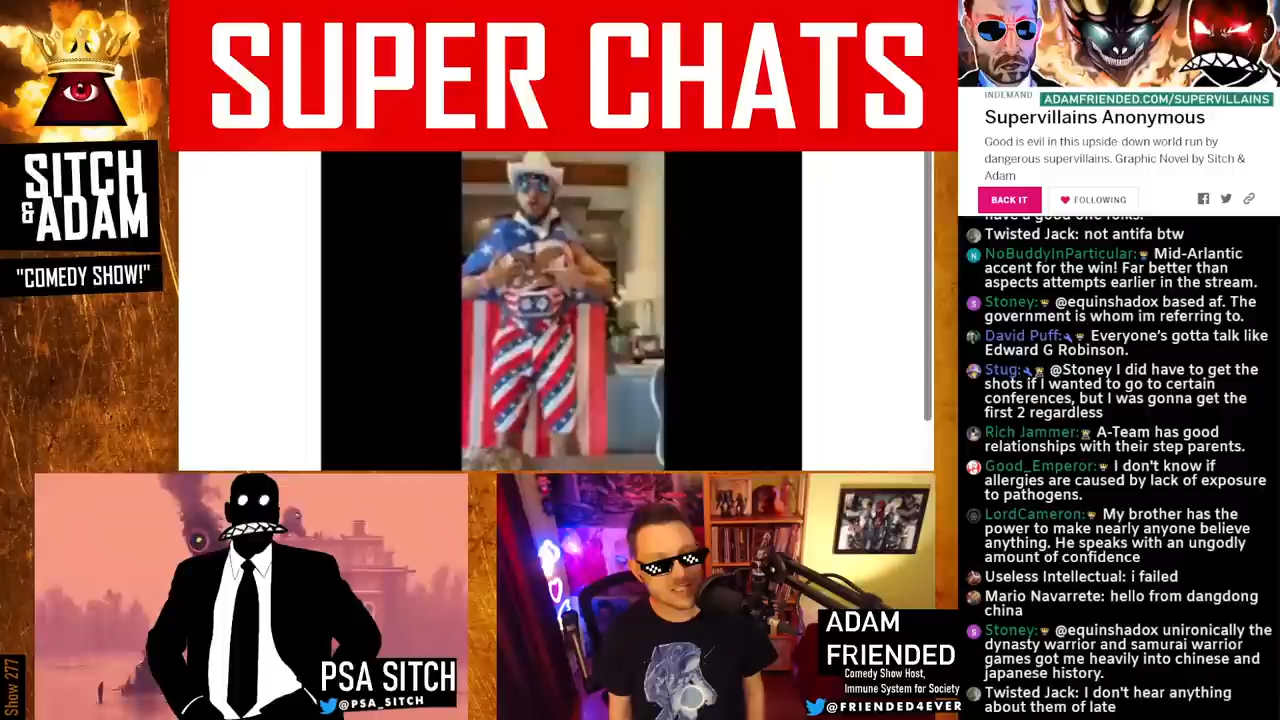 SUPER CHATS
SITCH
& ADAM
"COMEDY SHOW!"
Show 277
INDEMAND
ADAMFRIENDED.COM/SUPERVILLAINS
Supervillains Anonymous
Good is evil in this upside down world run by
dangerous supervillains. Graphic Novel by Sitch &
Adam
BACK IT
FOLLOWING
have a good one folks.
Twisted Jack: not antifa btw
NoBuddyInParticular: Mid-Arlantic
accent for the win! Far better than
aspects attempts earlier in the stream.
Stoney: @equinshadox based af. The
government is whom im referring to.
David Puff: Everyone's gotta talk like
Edward G Robinson.
Stug: @Stoney I did have to get the
shots if I wanted to go to certain
conferences, but I was gonna get the
first 2 regardless
Rich Jammer: A-Team has good
relationships with their step parents.
Good_Emperor: I don't know if
allergies are caused by lack of exposure
to pathogens.
LordCameron: My brother has the
power to make nearly anyone believe
anything. He speaks with an ungodly
amount of confidence
Useless Intellectual: i failed
Mario Navarrete: hello from dangdong
china
Stoney: @equinshadox unironically the
dynasty warrior and samurai warrior
games got me heavily into chinese and
japanese history.
Twisted Jack: I don't hear anything
about them of late
PSA SITCH
@PSA_SITCH
ADAM
FRIENDED
Comedy Show Host,
Immune System for Society
@FRIENDED4EVER